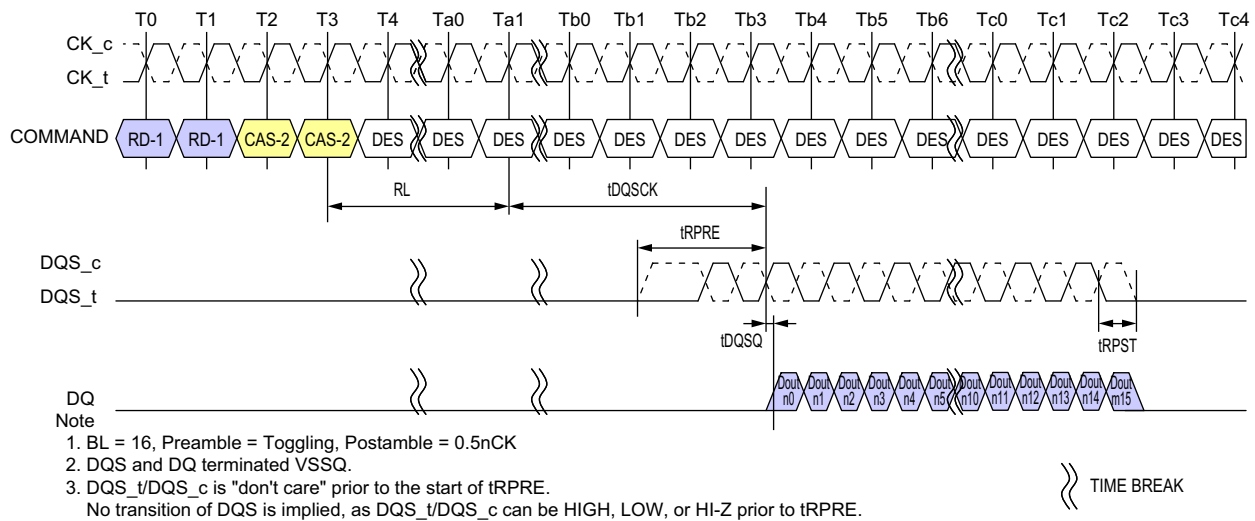 T0 T1 T2 T3 T4 Ta0 Ta1 Tb0 Tb1 Tb2 Tb3 Tb4 Tb5 Tb6 Tc0 Tc1 Tc2 Tc3 Tc4
CK_c
CK_t
COMMAND RD-1 RD-1 CAS-2 CAS-2 DES DES DES DES DES DES DES DES DES DES DES DES DES DES DES
RL tDQSCK
tRPRE
DQS_c
DQS_t
tDQSQ tRPST
DQ Dout n0 Dout n1 Dout n2 Dout n3 Dout n4 Dout n5 Dout n10 Dout n11 Dout n12 Dout n13 Dout n14 Dout m15
Note
1. BL = 16, Preamble = Toggling, Postamble = 0.5nCK
2. DQS and DQ terminated VSSQ.
3. DQS_t/DQS_c is "don't care" prior to the start of tRPRE.
No transition of DQS is implied, as DQS_t/DQS_c can be HIGH, LOW, or HI-Z prior to tRPRE.
TIME BREAK